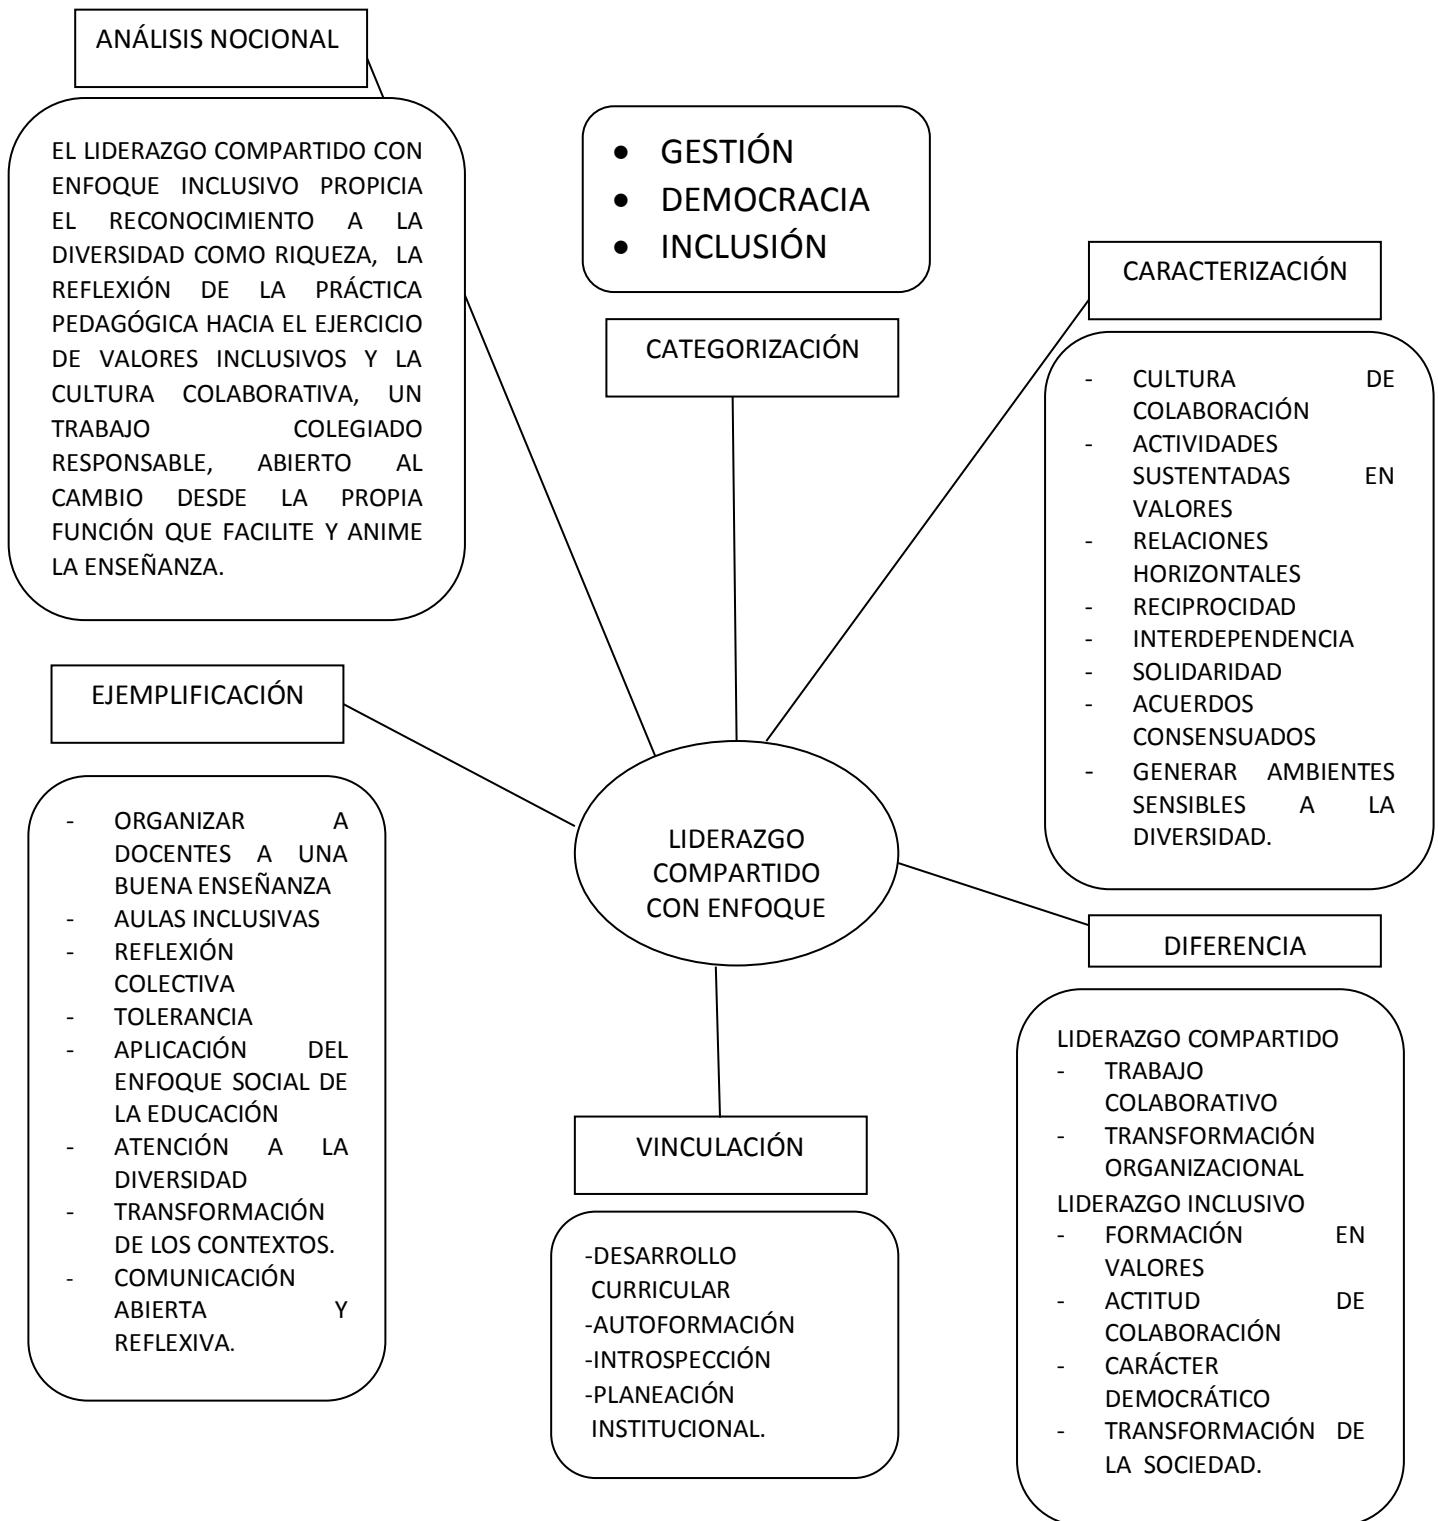 ANÁLISIS NOCIONAL
EL LIDERAZGO COMPARTIDO CON
ENFOQUE INCLUSIVO PROPICIA
EL RECONOCIMIENTO A LA
DIVERSIDAD COMO RIQUEZA, LA
REFLEXIÓN DE LA PRÁCTICA
PEDAGÓGICA HACIA EL EJERCICIO
DE VALORES INCLUSIVOS Y LA
CULTURA COLABORATIVA, UN
TRABAJO COLEGIADO
RESPONSABLE, ABIERTO AL
CAMBIO DESDE LA PROPIA
FUNCIÓN QUE FACILITE Y ANIME
LA ENSEÑANZA.
• GESTIÓN
• DEMOCRACIA
• INCLUSIÓN
CATEGORIZACIÓN
CARACTERIZACIÓN
- CULTURA DE
COLABORACIÓN
- ACTIVIDADES
SUSTENTADAS EN
VALORES
- RELACIONES
HORIZONTALES
- RECIPROCIDAD
- INTERDEPENDENCIA
- SOLIDARIDAD
- ACUERDOS
CONSENSUADOS
- GENERAR AMBIENTES
SENSIBLES A LA
DIVERSIDAD.
EJEMPLIFICACIÓN
- ORGANIZAR A
DOCENTES A UNA
BUENA ENSEÑANZA
- AULAS INCLUSIVAS
- REFLEXIÓN
COLECTIVA
- TOLERANCIA
- APLICACIÓN DEL
ENFOQUE SOCIAL DE
LA EDUCACIÓN
- ATENCIÓN A LA
DIVERSIDAD
- TRANSFORMACIÓN
DE LOS CONTEXTOS.
- COMUNICACIÓN
ABIERTA Y
REFLEXIVA.
LIDERAZGO
COMPARTIDO
CON ENFOQUE
VINCULACIÓN
-DESARROLLO
CURRICULAR
-AUTOFORMACIÓN
-INTROSPECCIÓN
-PLANEACIÓN
INSTITUCIONAL.
DIFERENCIA
LIDERAZGO COMPARTIDO
- TRABAJO
COLABORATIVO
- TRANSFORMACIÓN
ORGANIZACIONAL
LIDERAZGO INCLUSIVO
- FORMACIÓN EN
VALORES
- ACTITUD DE
COLABORACIÓN
- CARÁCTER
DEMOCRÁTICO
- TRANSFORMACIÓN DE
LA SOCIEDAD.